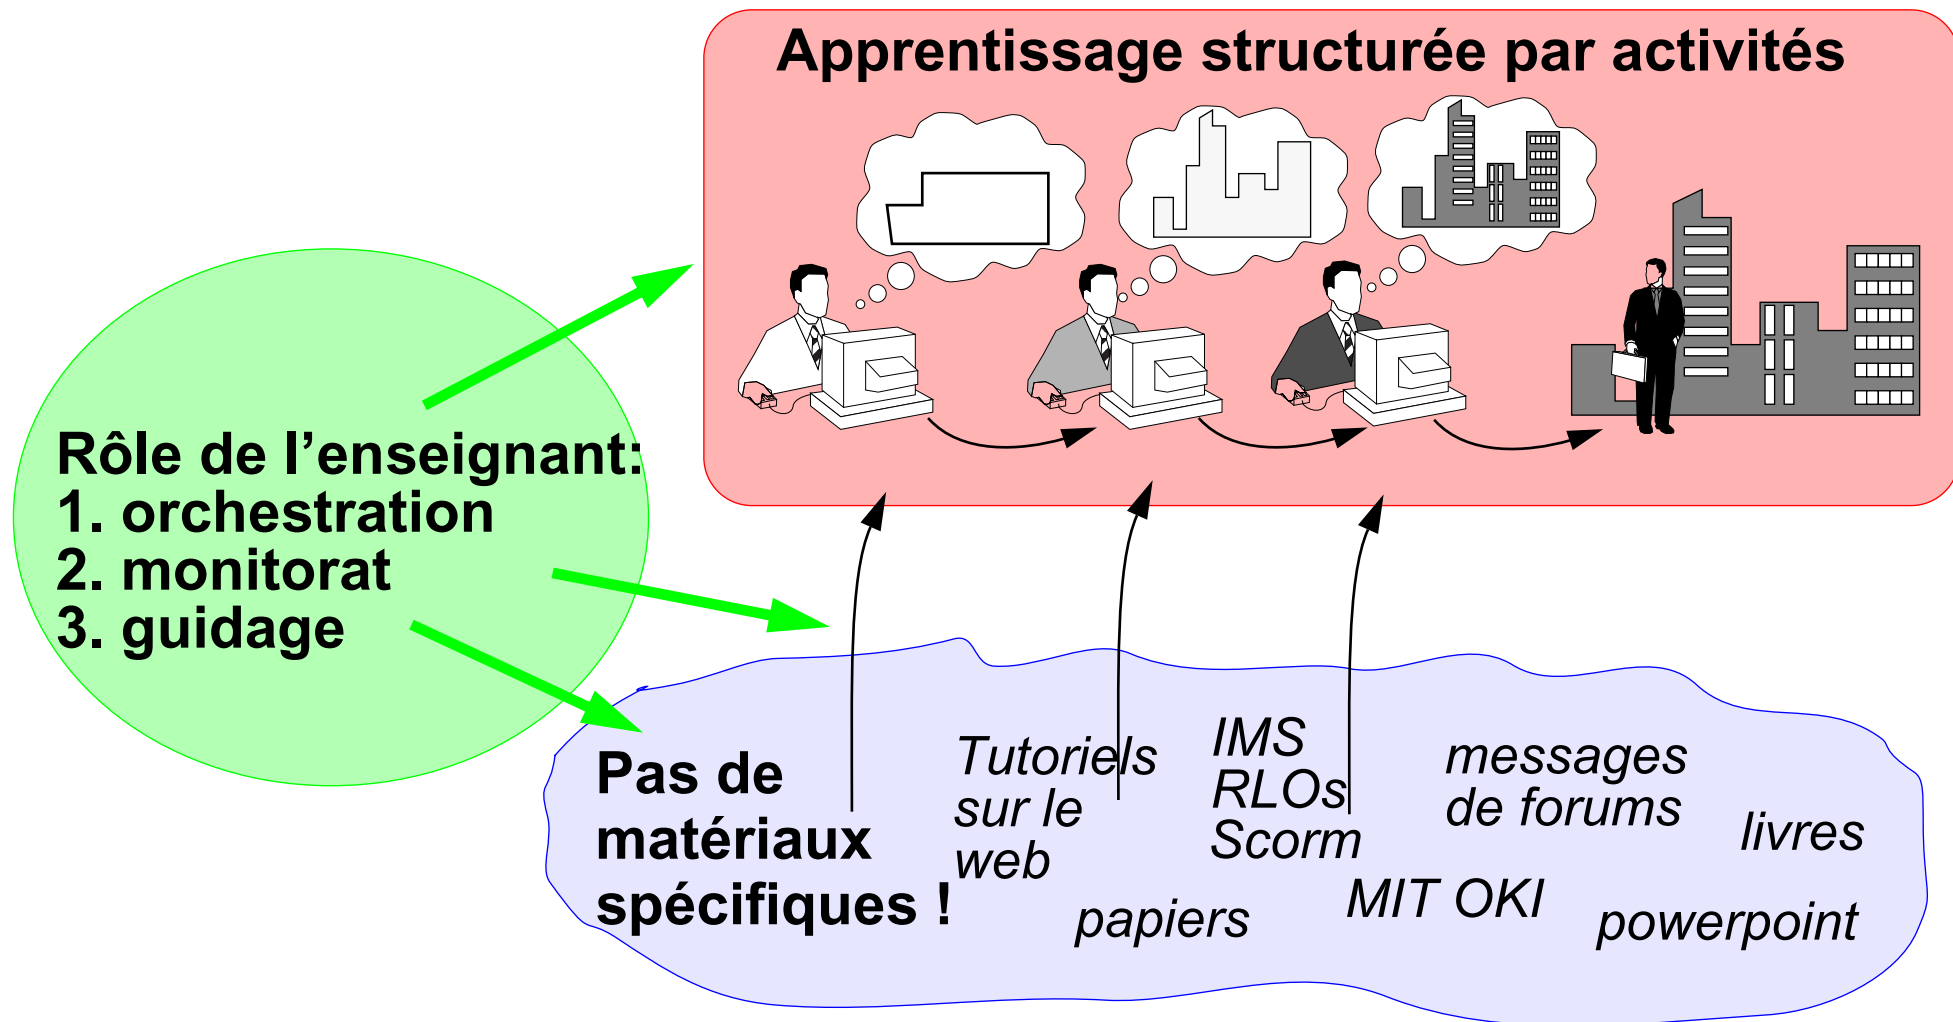 Apprentissage structurée par activités
Rôle de l’enseignant:
1. orchestration
2. monitorat
3. guidage
Pas de
matériaux
spécifiques !
Tutoriels
sur le
web
papiers
IMS
RLOs
Scorm
MIT OKI
messages
de forums
livres
powerpoint